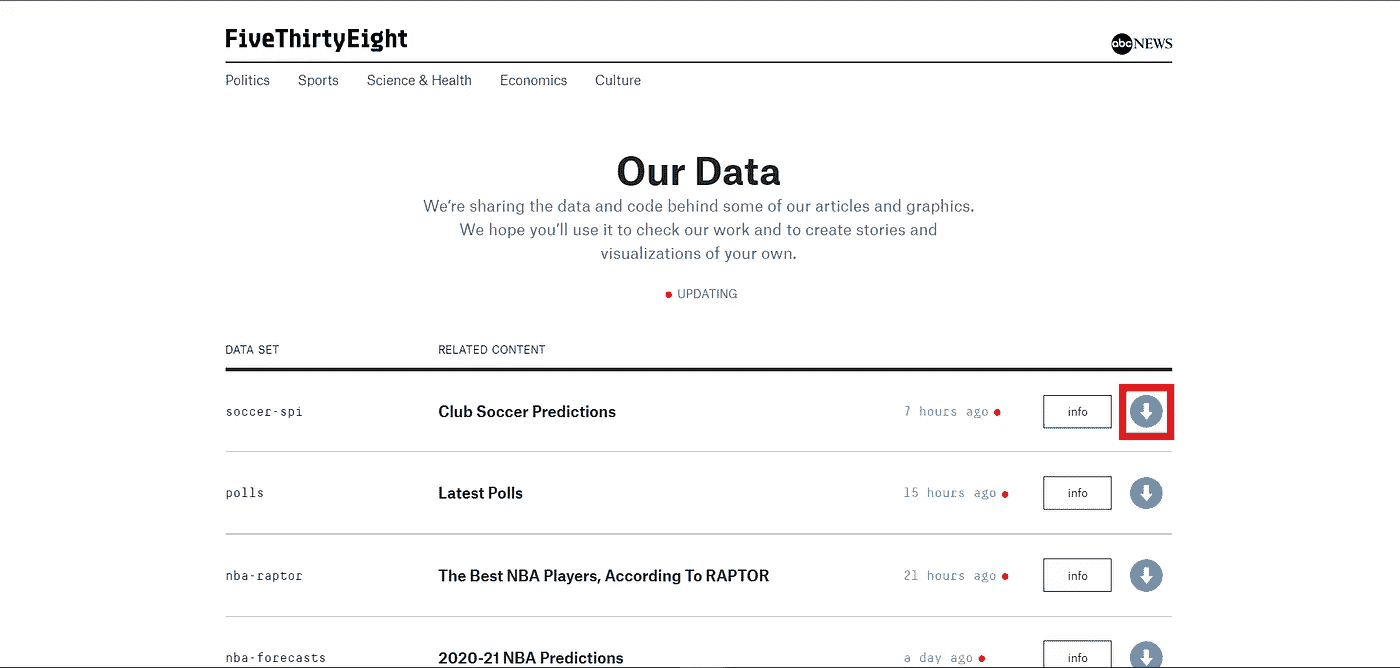 FiveThirtyEight
abc NEWS
Politics Sports Science & Health Economics Culture
Our Data
We're sharing the data and code behind some of our articles and graphics.
We hope you'll use it to check our work and to create stories and
visualizations of your own.
UPDATING
DATA SET RELATED CONTENT
soccer-spi Club Soccer Predictions 7 hours ago info
polls Latest Polls 15 hours ago info
nba-raptor The Best NBA Players, According To RAPTOR 21 hours ago info
nba-forecasts 2020-21 NBA Predictions a day ago info